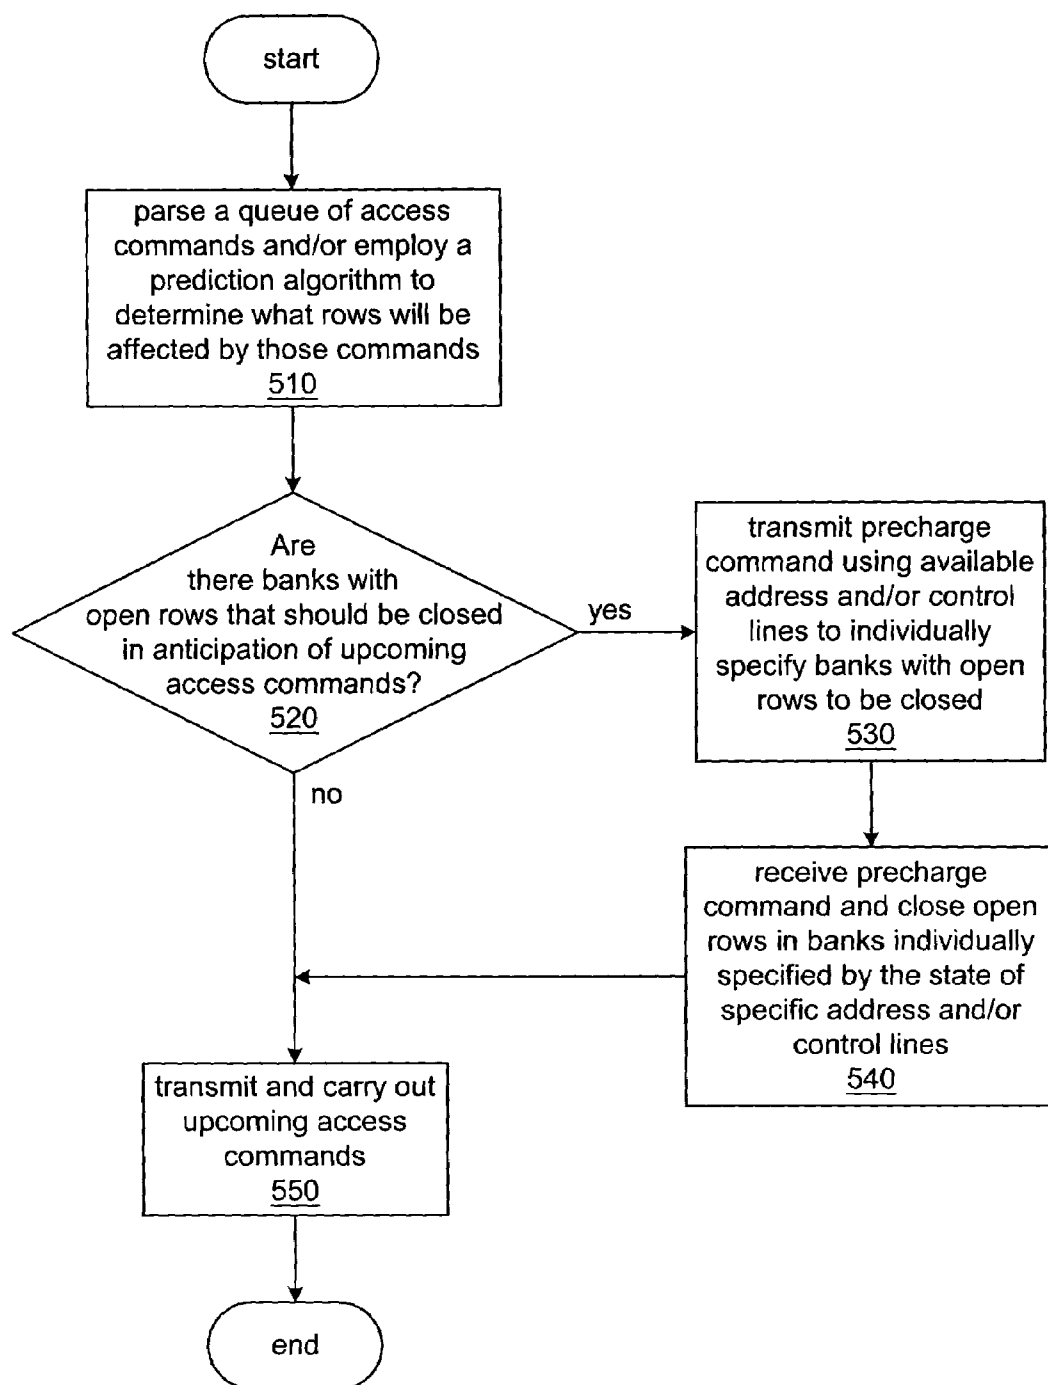 start
parse a queue of access
commands and/or employ a
prediction algorithm to
determine what rows will be
affected by those commands
510
Are
there banks with
open rows that should be closed
in anticipation of upcoming
access commands?
520
yes
no
transmit precharge
command using available
address and/or control
lines to individually
specify banks with open
rows to be closed
530
receive precharge
command and close open
rows in banks individually
specified by the state of
specific address and/or
control lines
540
transmit and carry out
upcoming access
commands
550
end